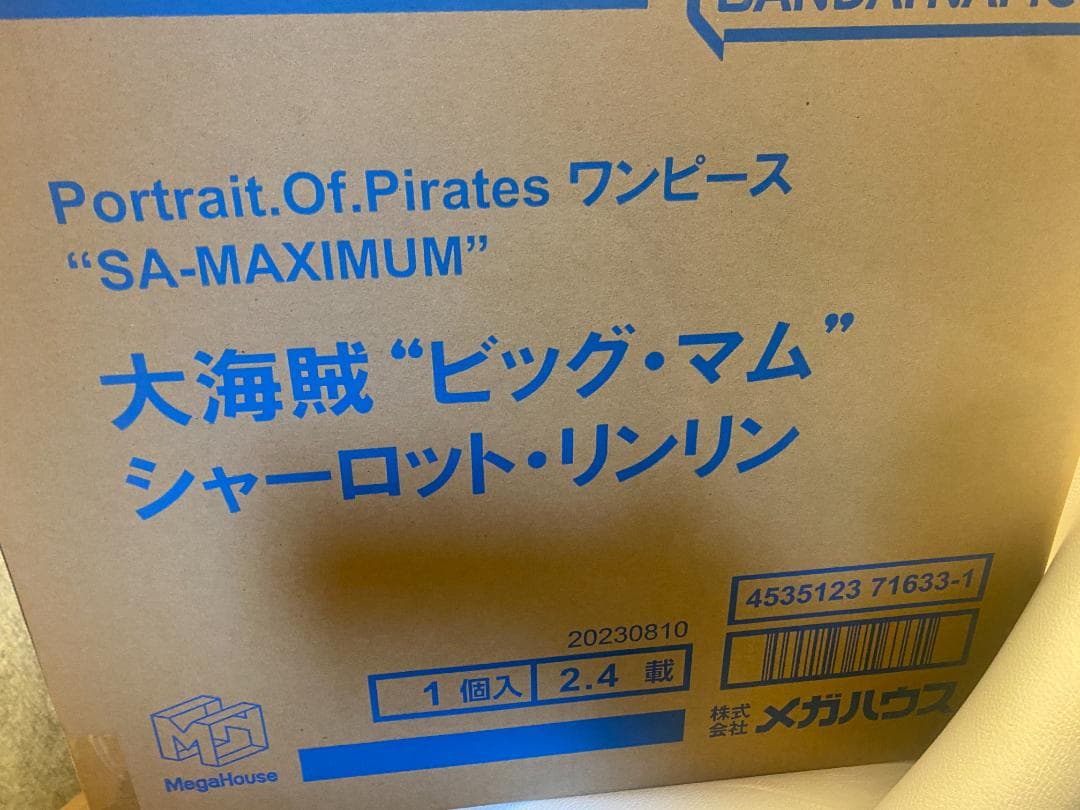 Portrait.Of.Pirates ワンピース
“SA-MAXIMUM”
大海賊“ビッグ・マム”
シャーロット・リンリン
4535123 71633-1
20230810
1 個入 2.4 載
株式会社 メガハウス
MegaHouse